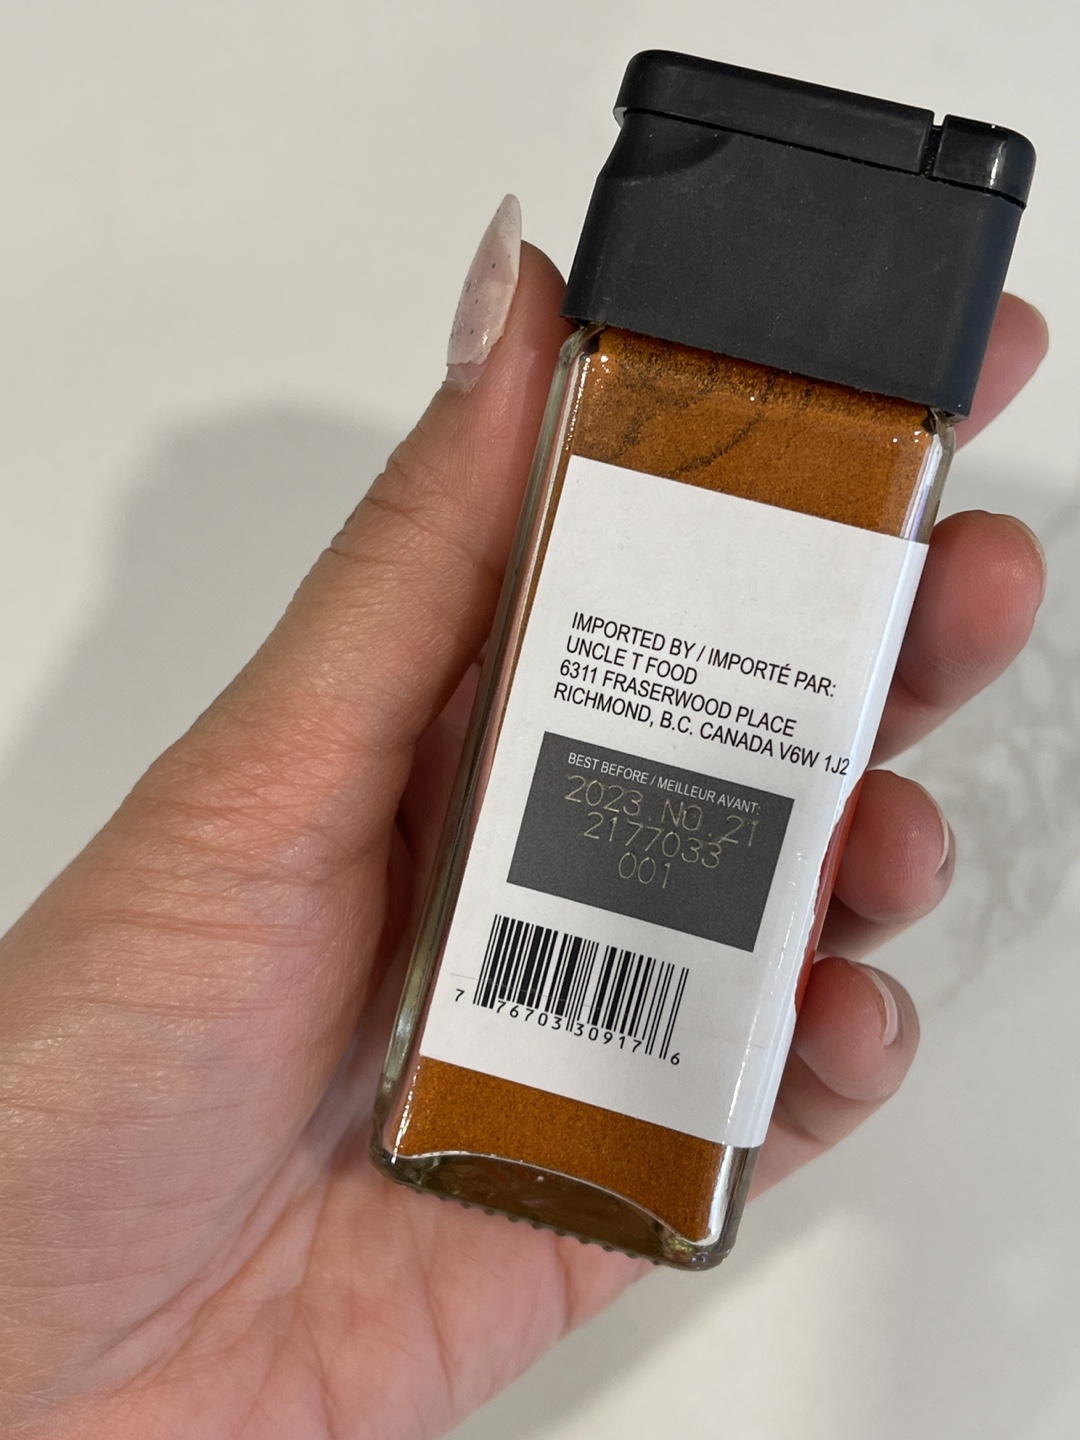 IMPORTED BY / IMPORTÉ PAR:
UNCLE T FOOD
6311 FRASERWOOD PLACE
RICHMOND, B.C. CANADA V6W 1J2
BEST BEFORE / MEILLEUR AVANT:
2023.NO.21
2177033
001
7 76703 30917 6